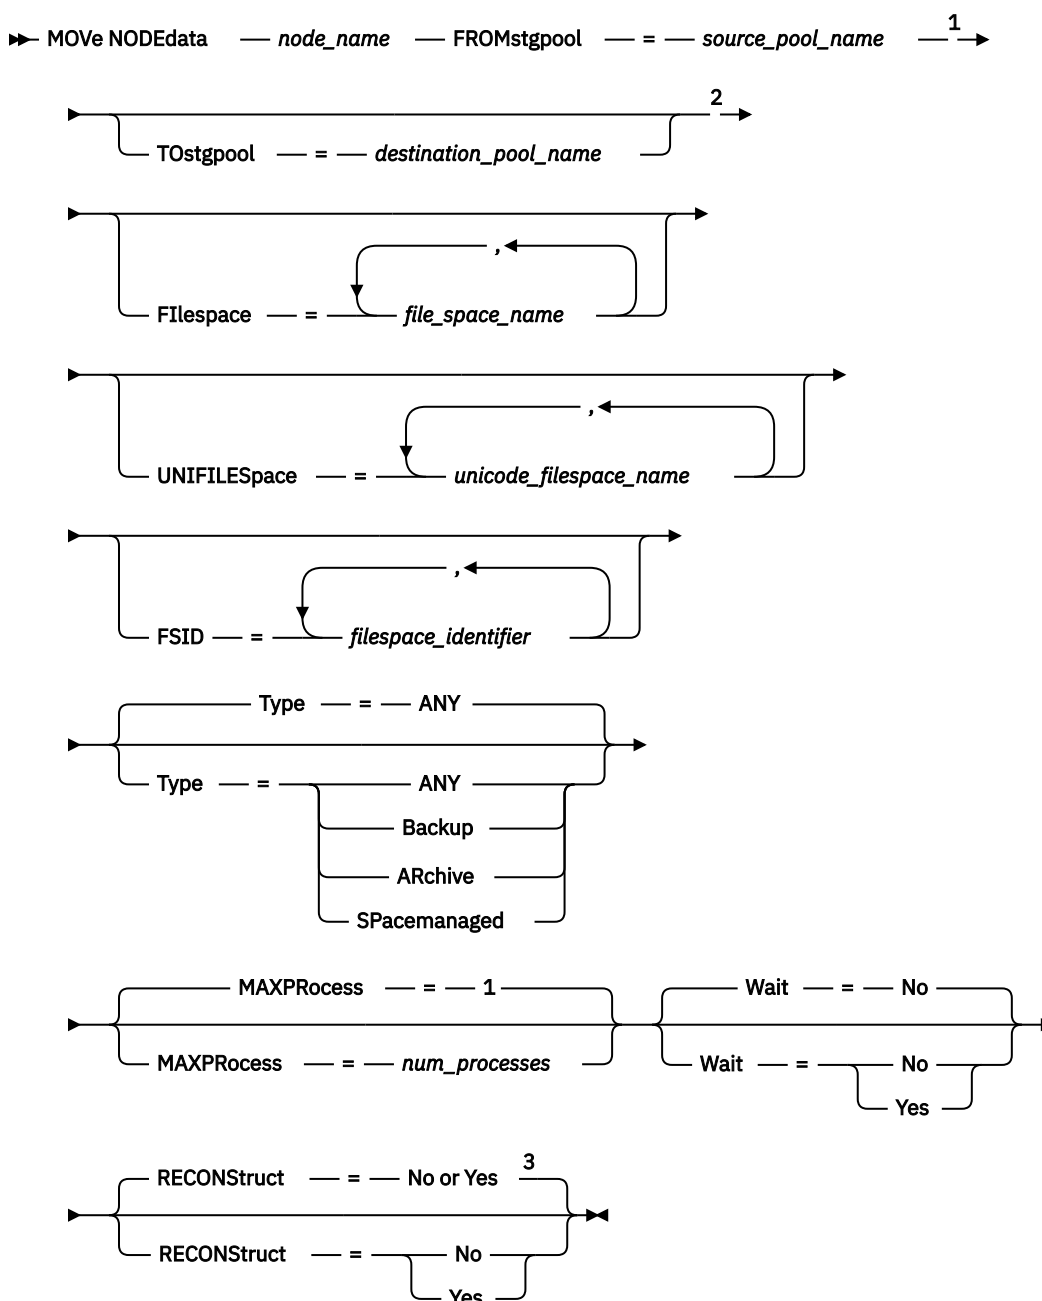 MOVe NODEdata node_name FROMstgpool = source_pool_name 1
2
TOstgpool = destination_pool_name
,
FIlespace = file_space_name
,
UNIFILESpace = unicode_filespace_name
,
FSID = filespace_identifier
Type = ANY
Type = ANY
Backup
ARchive
SPacemanaged
MAXPRocess = 1 Wait = No
MAXPRocess = num_processes Wait = No
Yes
RECONStruct = No or Yes 3
RECONStruct = No
Yes